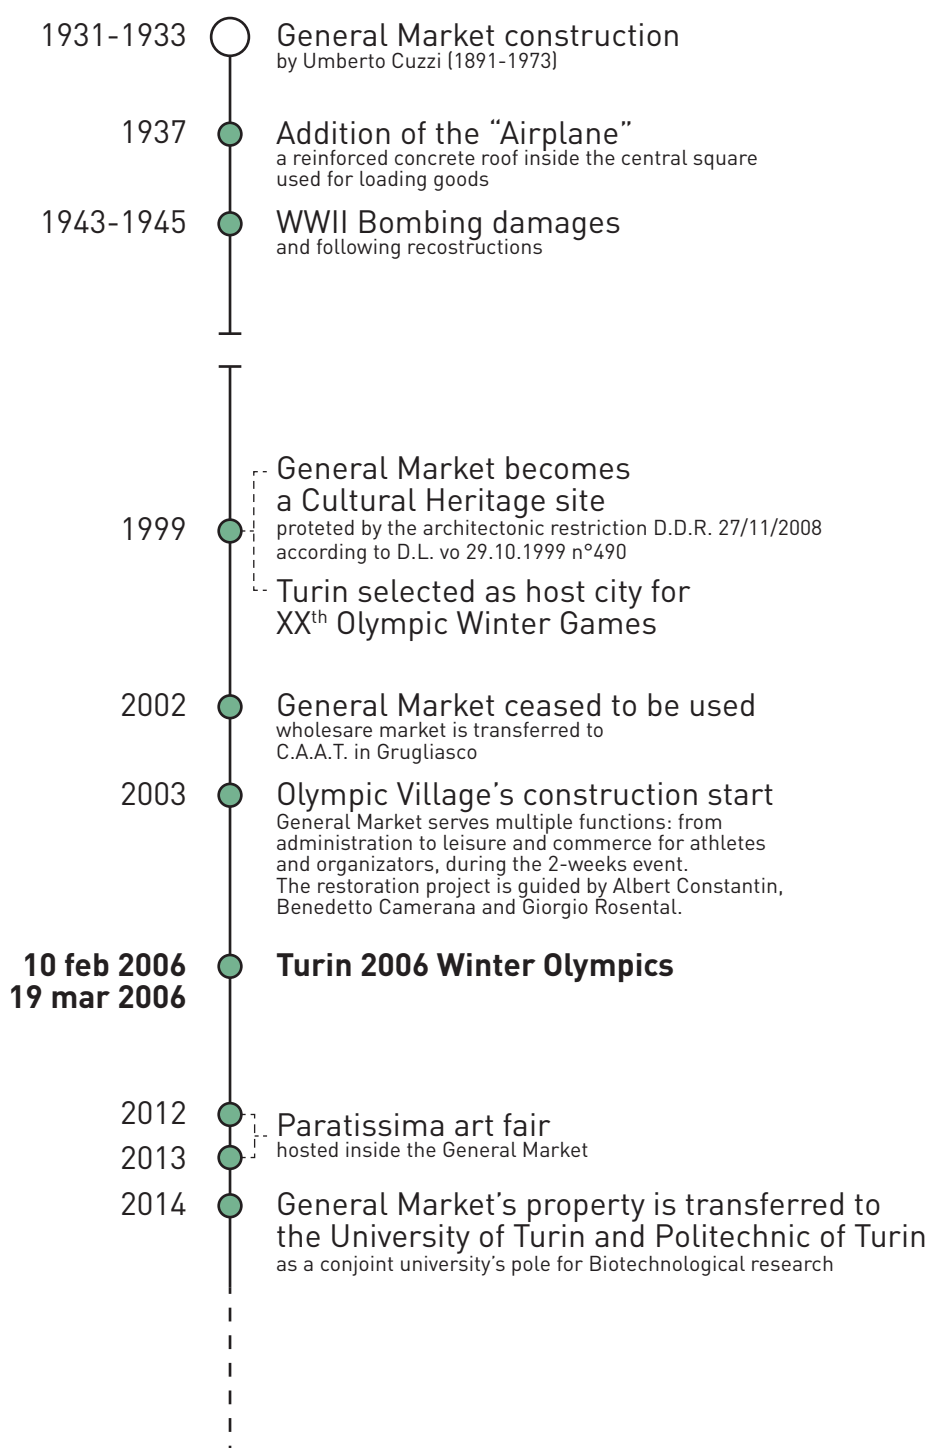 1931-1933
General Market construction
by Umberto Cuzzi (1891-1973)
1937
Addition of the “Airplane”
a reinforced concrete roof inside the central square
used for loading goods
1943-1945
WWII Bombing damages
and following recostructions
General Market becomes
a Cultural Heritage site
1999
proteted by the architectonic restriction D.D.R. 27/11/2008
according to D.L. vo 29.10.1999 n°490
Turin selected as host city for
XXth Olympic Winter Games
2002
General Market ceased to be used
wholesare market is transferred to
C.A.A.T. in Grugliasco
2003
Olympic Village’s construction start
General Market serves multiple functions: from
administration to leisure and commerce for athletes
and organizators, during the 2-weeks event.
The restoration project is guided by Albert Constantin,
Benedetto Camerana and Giorgio Rosental.
10 feb 2006
19 mar 2006
Turin 2006 Winter Olympics
2012
2013
Paratissima art fair
hosted inside the General Market
2014
General Market’s property is transferred to
the University of Turin and Politechnic of Turin
as a conjoint university’s pole for Biotechnological research